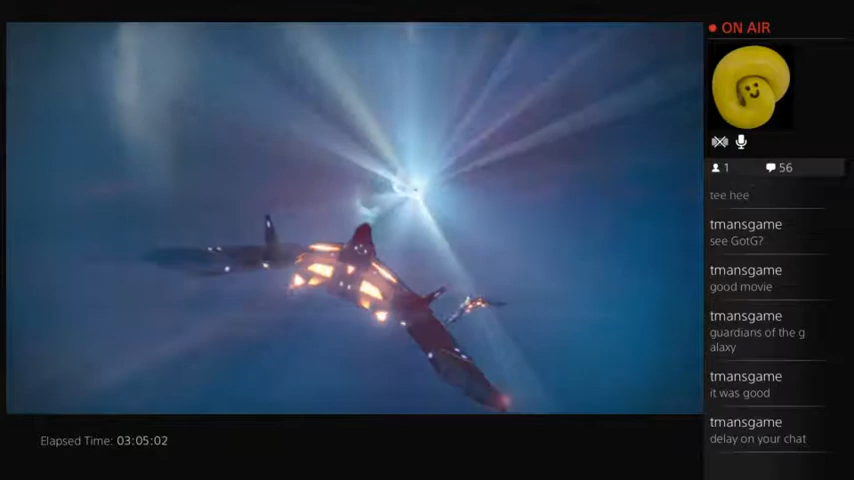 ON AIR
1 56
tee hee
tmansgame
see GotG?
tmansgame
good movie
tmansgame
guardians of the g
alaxy
tmansgame
it was good
tmansgame
delay on your chat
Elapsed Time: 03:05:02